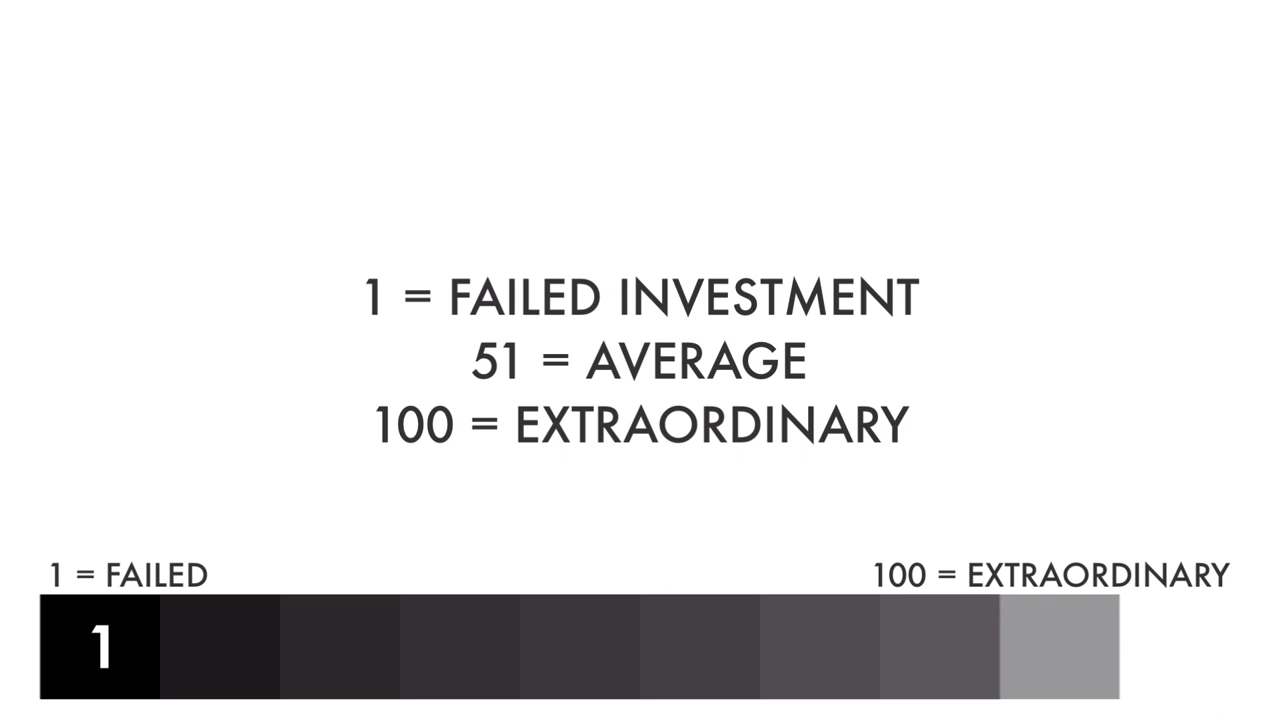 1 = FAILED INVESTMENT
51 = AVERAGE
100 = EXTRAORDINARY
1 = FAILED
100 = EXTRAORDINARY
1